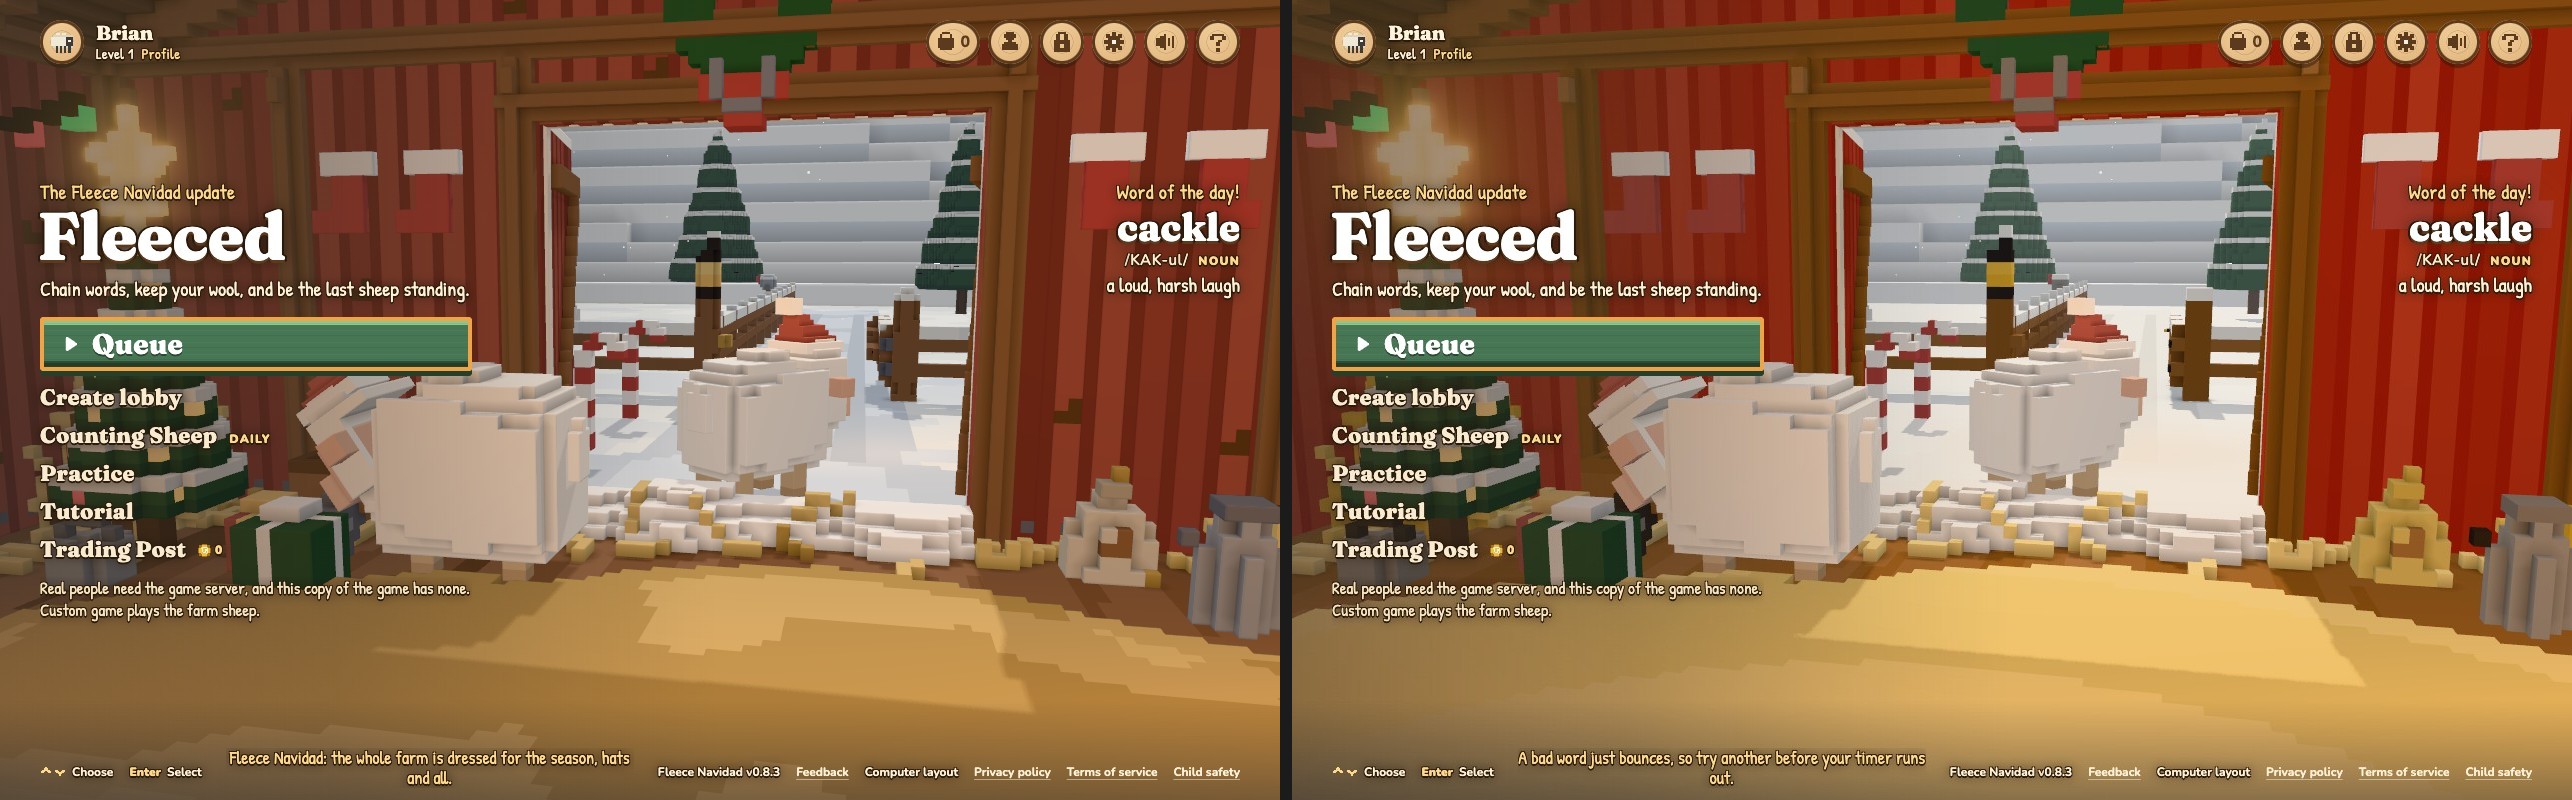 Brian
Level 1 Profile
0
The Fleece Navidad update
Fleeced
Chain words, keep your wool, and be the last sheep standing.
Queue
Create lobby
Counting Sheep DAILY
Practice
Tutorial
Trading Post 0
Real people need the game server, and this copy of the game has none.
Custom game plays the farm sheep.
Word of the day!
cackle
/KAK-ul/ NOUN
a loud, harsh laugh
Choose Enter Select
Fleece Navidad: the whole farm is dressed for the season, hats
and all.
Fleece Navidad v0.8.3 Feedback Computer layout Privacy policy Terms of service Child safety
Brian
Level 1 Profile
0
The Fleece Navidad update
Fleeced
Chain words, keep your wool, and be the last sheep standing.
Queue
Create lobby
Counting Sheep DAILY
Practice
Tutorial
Trading Post 0
Real people need the game server, and this copy of the game has none.
Custom game plays the farm sheep.
Word of the day!
cackle
/KAK-ul/ NOUN
a loud, harsh laugh
Choose Enter Select
A bad word just bounces, so try another before your timer runs
out.
Fleece Navidad v0.8.3 Feedback Computer layout Privacy policy Terms of service Child safety